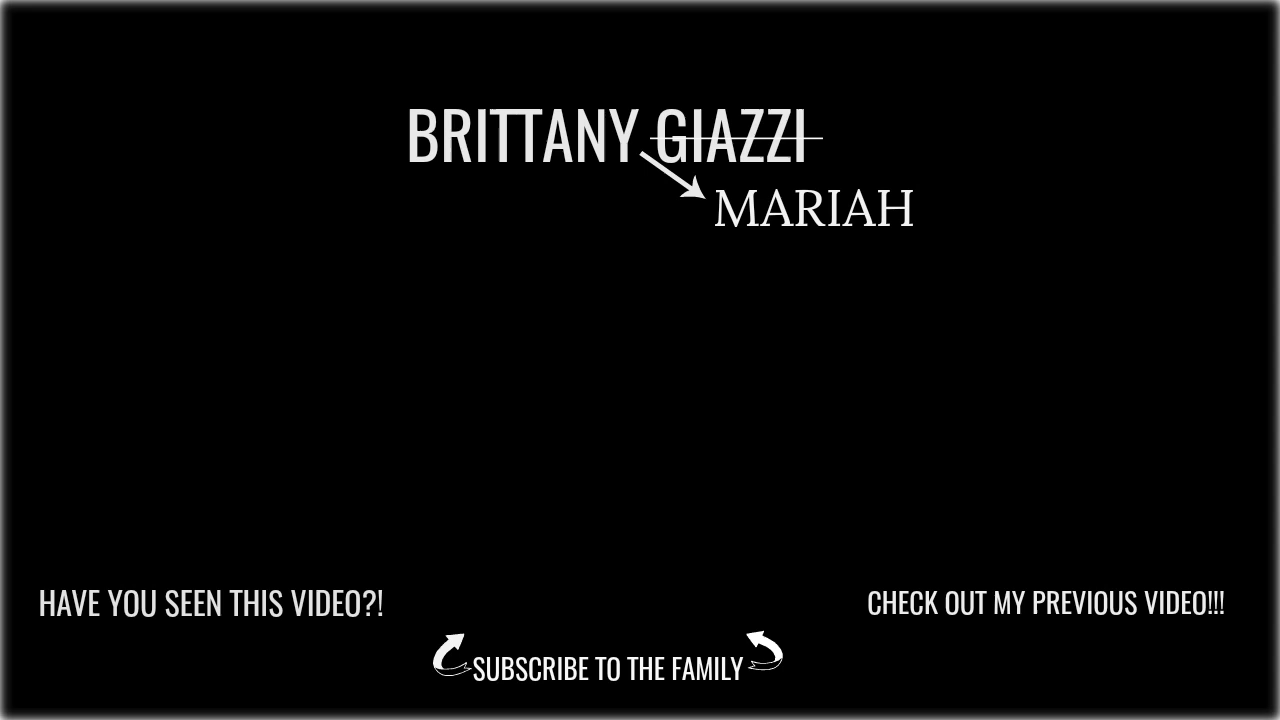 BRITTANY GIAZZI
MARIAH
HAVE YOU SEEN THIS VIDEO?!
CHECK OUT MY PREVIOUS VIDEO!!!
SUBSCRIBE TO THE FAMILY